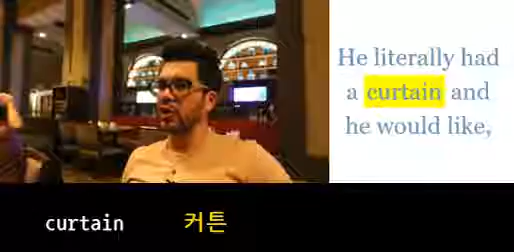 He literally had
a curtain and
he would like,
curtain 커튼